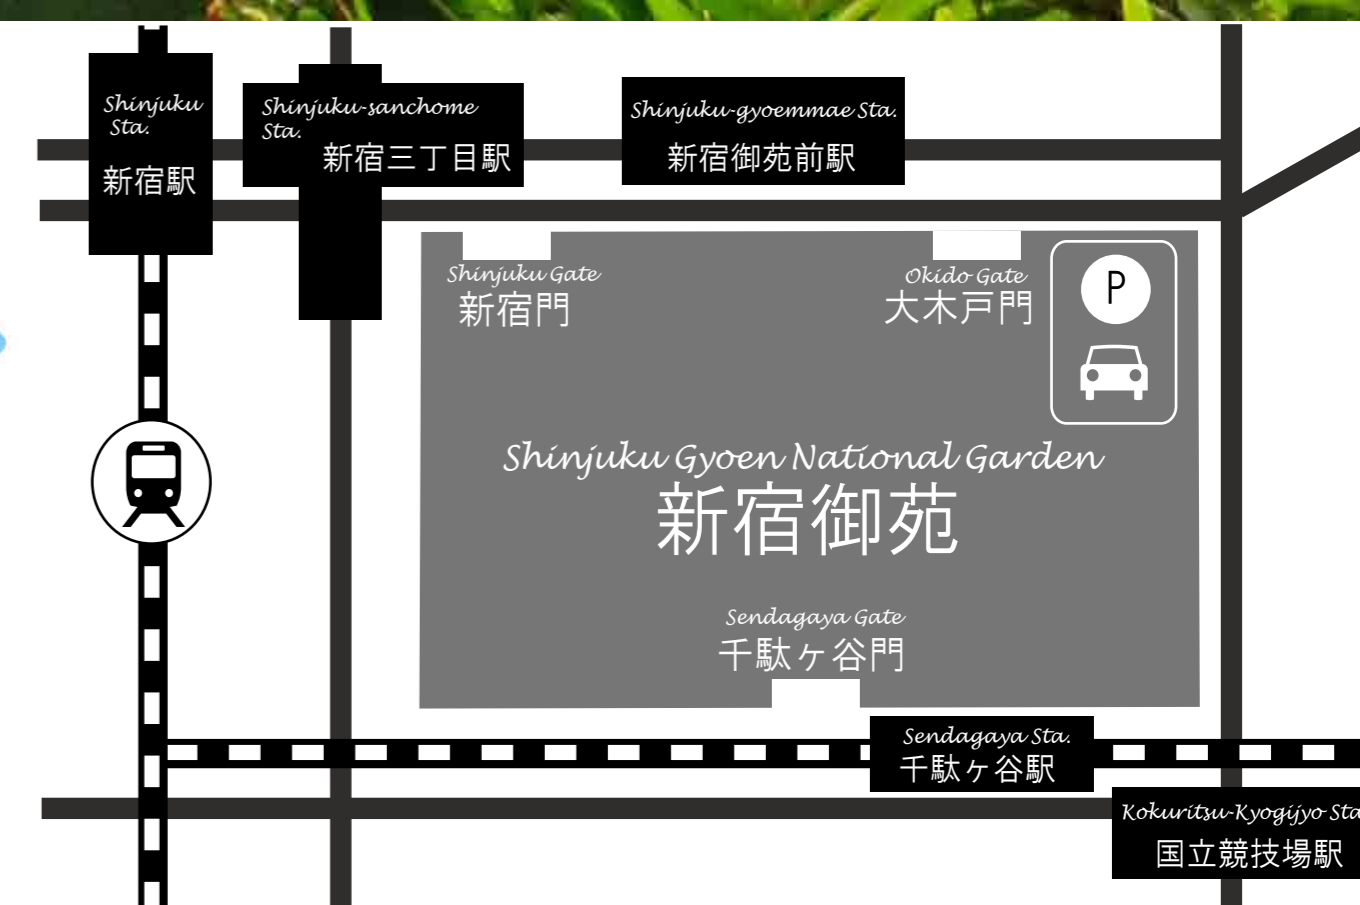 Shinjuku
Sta.
新宿駅
Shinjuku-sanchome
Sta.
新宿三丁目駅
Shinjuku-gyoemmae Sta.
新宿御苑前駅
Shinjuku Gate
新宿門
Okido Gate
大木戸門
P
Shinjuku Gyoen National Garden
新宿御苑
Sendagaya Gate
千駄ヶ谷門
Sendagaya Sta.
千駄ヶ谷駅
Kokuritsu-Kyogijyo Sta
国立競技場駅